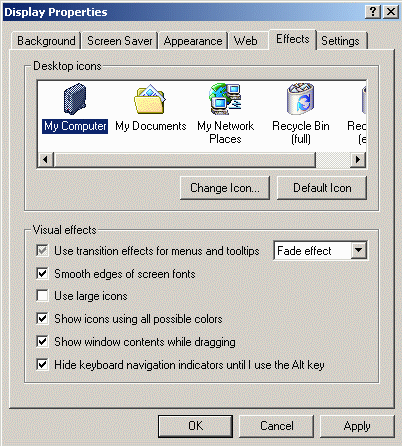 Display Properties
Background Screen Saver Appearance Web Effects Settings
Desktop icons
My Computer My Documents My Network Places Recycle Bin (full) Recy (e
Change Icon... Default Icon
Visual effects
Use transition effects for menus and tooltips Fade effect
Smooth edges of screen fonts
Use large icons
Show icons using all possible colors
Show window contents while dragging
Hide keyboard navigation indicators until I use the Alt key
OK Cancel Apply